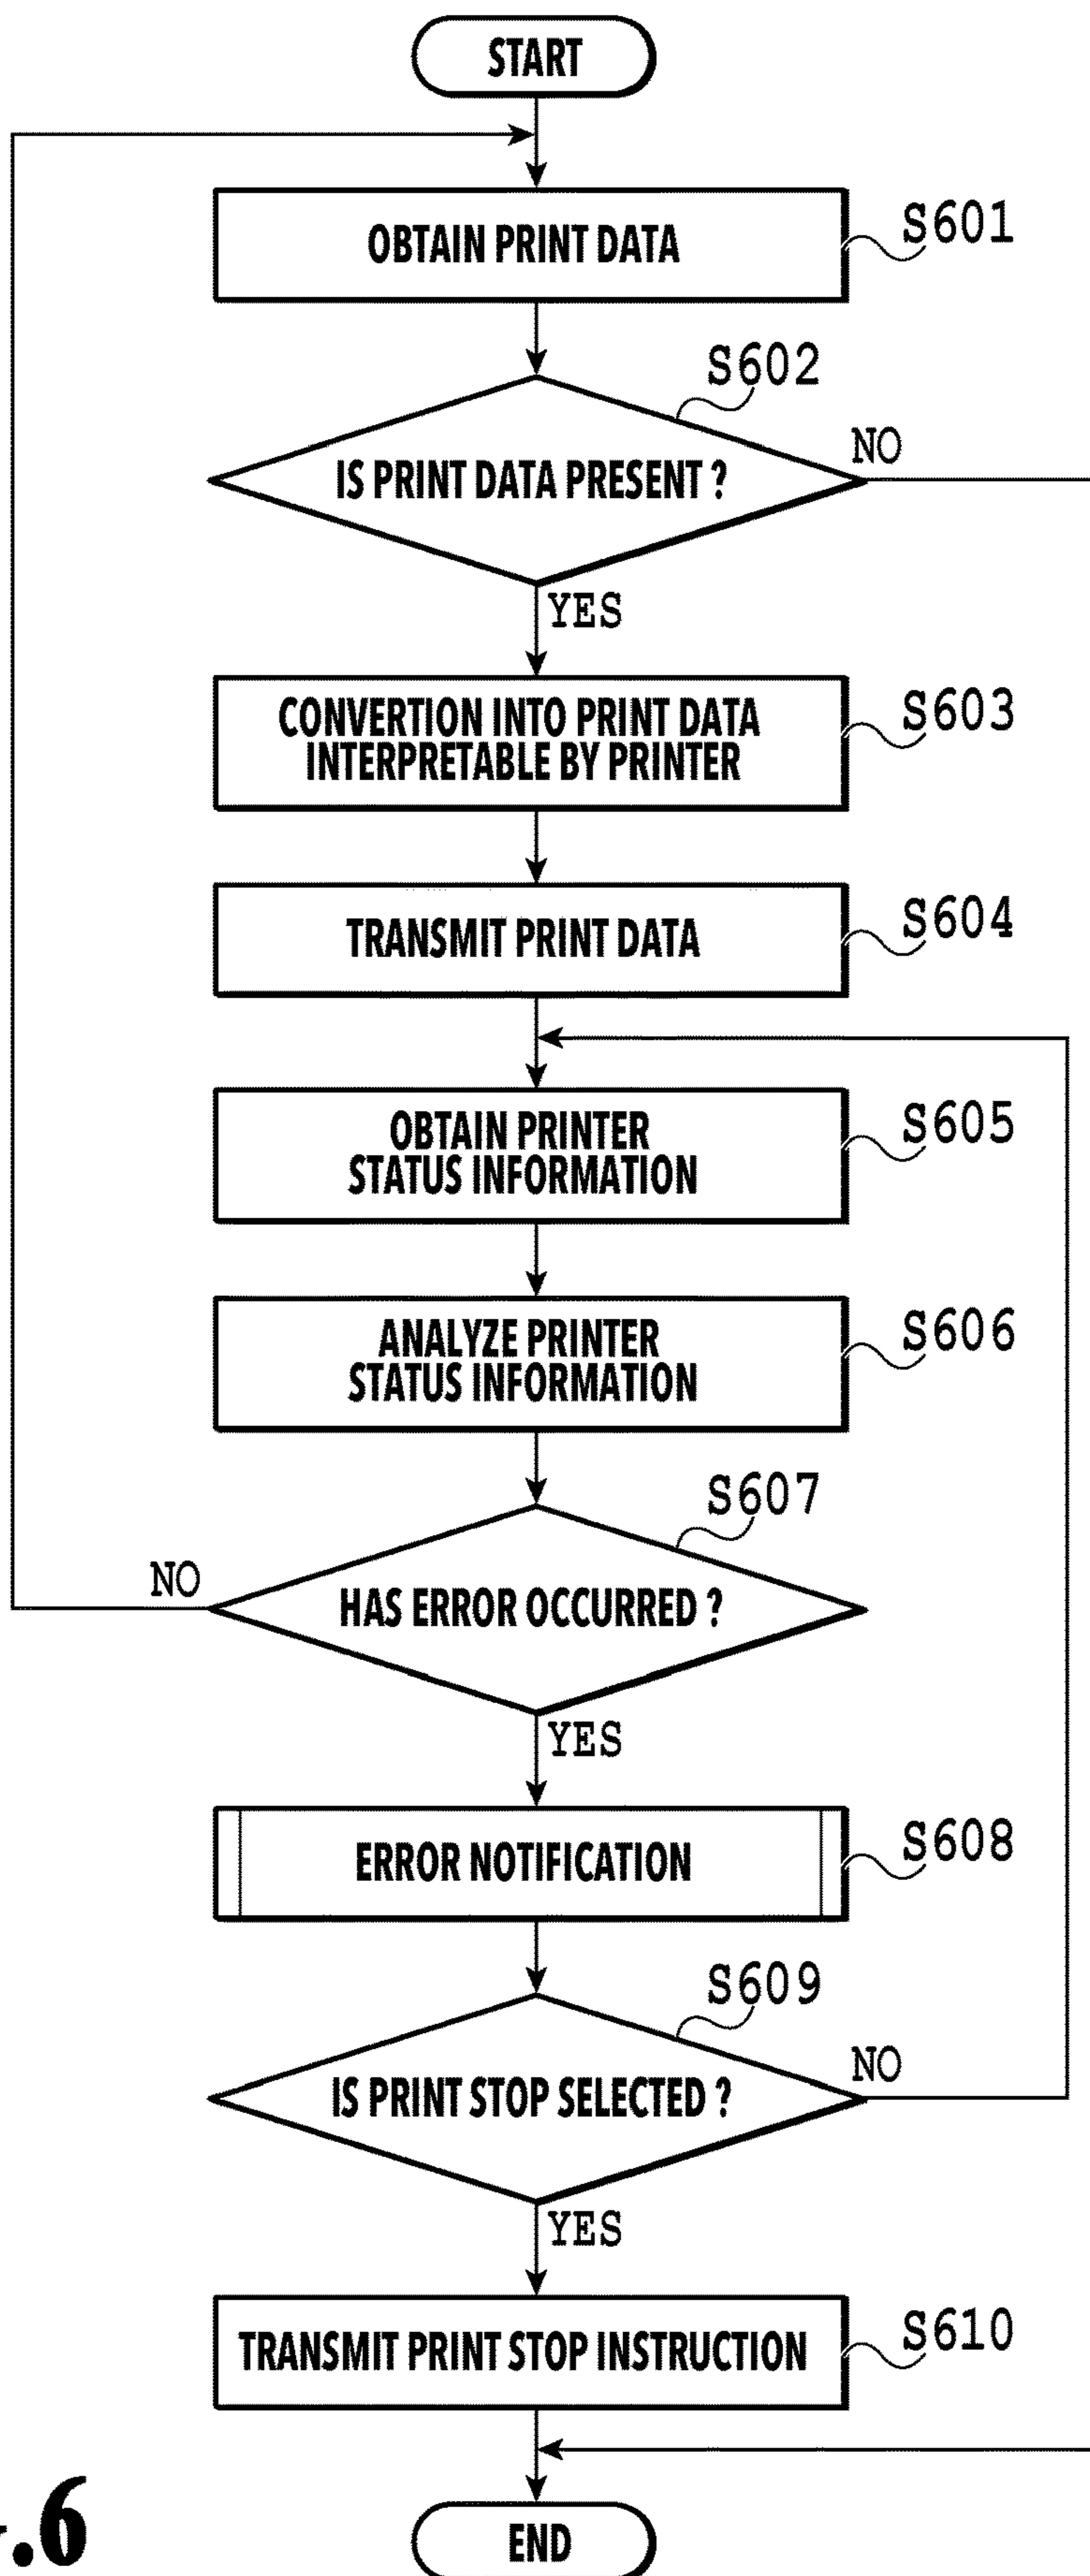 START
OBTAIN PRINT DATA
S601
S602
IS PRINT DATA PRESENT ?
NO
YES
CONVERTION INTO PRINT DATA
INTERPRETABLE BY PRINTER
S603
TRANSMIT PRINT DATA
S604
OBTAIN PRINTER
STATUS INFORMATION
S605
ANALYZE PRINTER
STATUS INFORMATION
S606
S607
HAS ERROR OCCURRED ?
NO
YES
ERROR NOTIFICATION
S608
S609
IS PRINT STOP SELECTED ?
NO
YES
TRANSMIT PRINT STOP INSTRUCTION
S610
END
.6